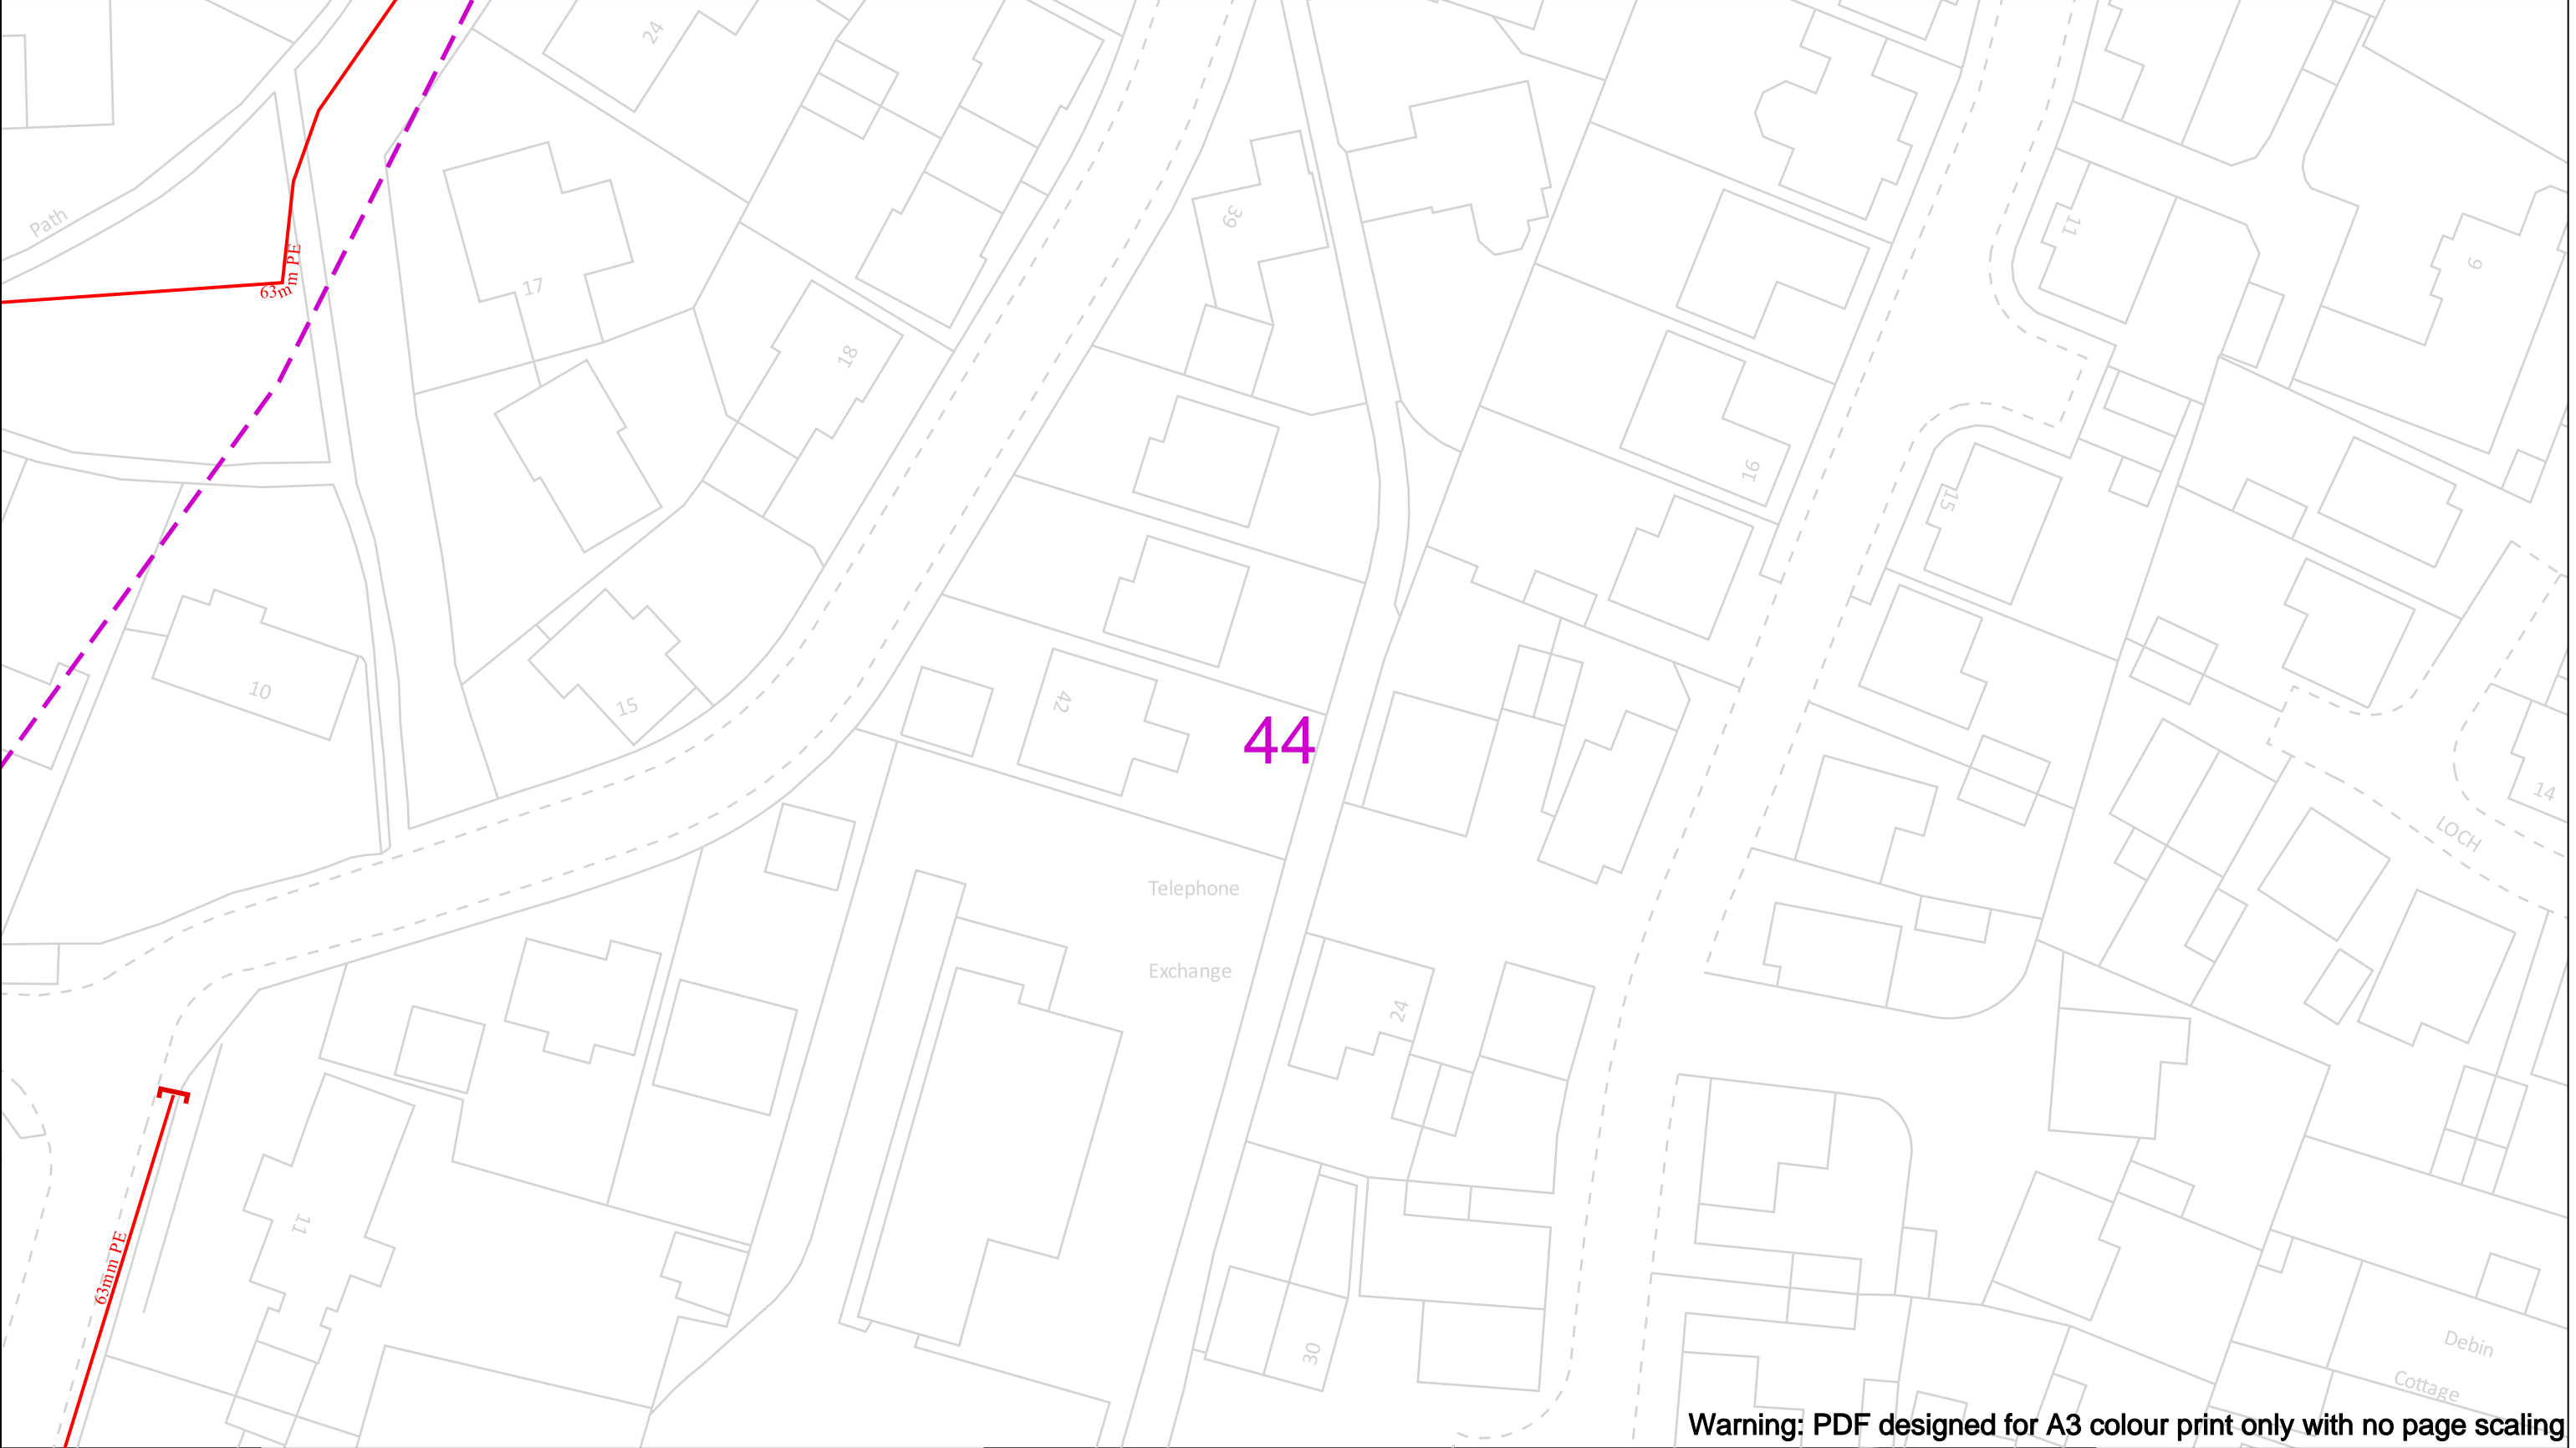 24
Path
39
11
9
63mm PE
17
18
16
15
10
15
42
44
14
LOCH
Telephone
Exchange
24
11
63mm PE
30
Debin
Cottage
Warning: PDF designed for A3 colour print only with no page scaling